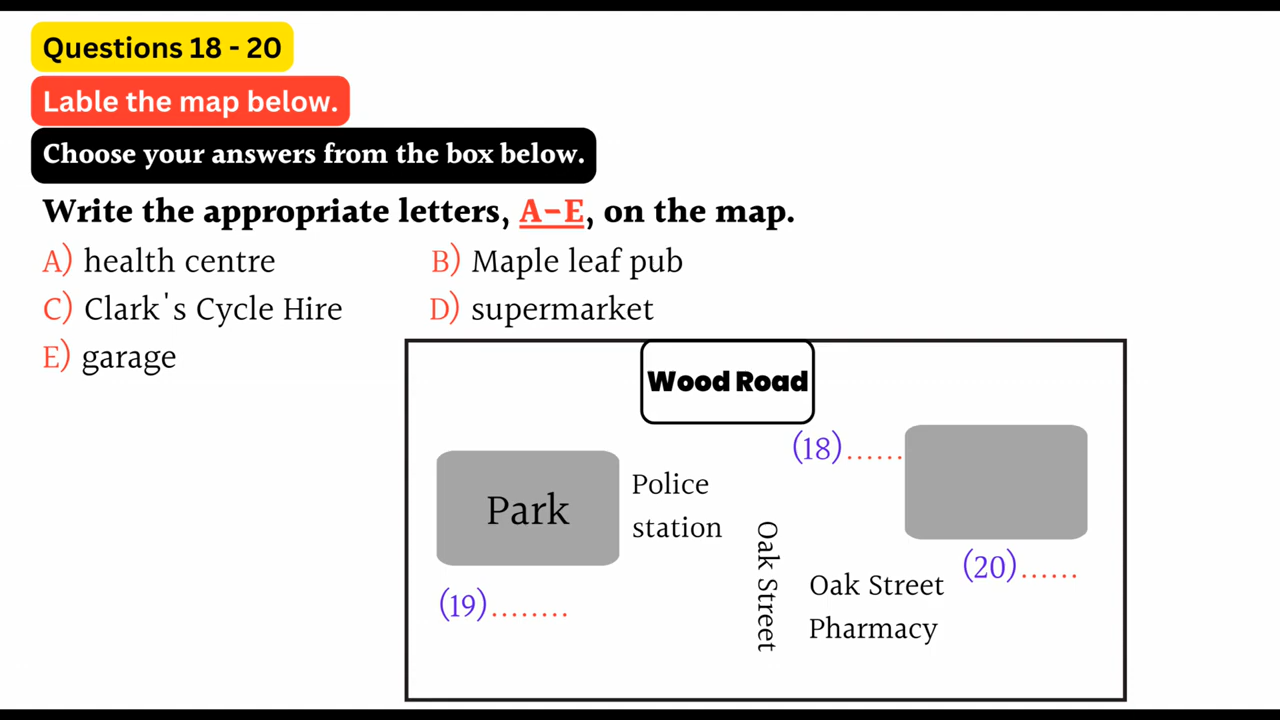 Questions 18 - 20
Lable the map below.
Choose your answers from the box below.
Write the appropriate letters, A-E, on the map.
A) health centre
B) Maple leaf pub
C) Clark's Cycle Hire
D) supermarket
E) garage
Wood Road
(18)......
Park
Police
station
Oak Street
(19)........
(20)......
Oak Street
Pharmacy